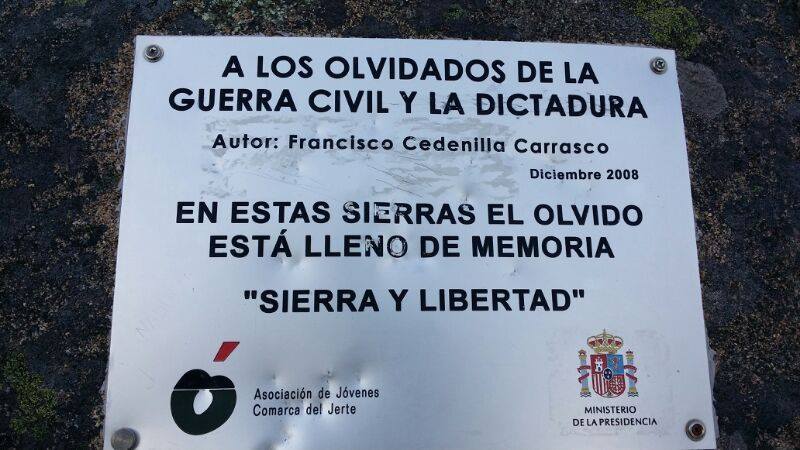 A LOS OLVIDADOS DE LA
GUERRA CIVIL Y LA DICTADURA
Autor: Francisco Cedenilla Carrasco
Diciembre 2008
EN ESTAS SIERRAS EL OLVIDO
ESTÁ LLENO DE MEMORIA
"SIERRA Y LIBERTAD"
Asociación de Jóvenes
Comarca del Jerte
MINISTERIO
DE LA PRESIDENCIA